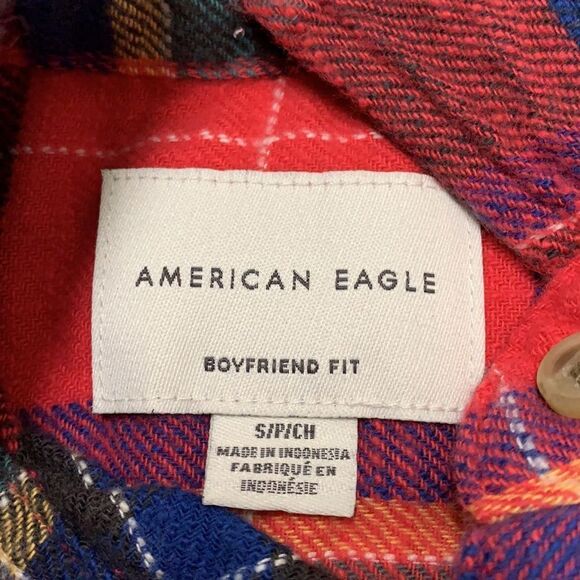 AMERICAN EAGLE
BOYFRIEND FIT
S/P/CH
MADE IN INDONESIA
FABRIQUÉ EN
INDONÉSIE